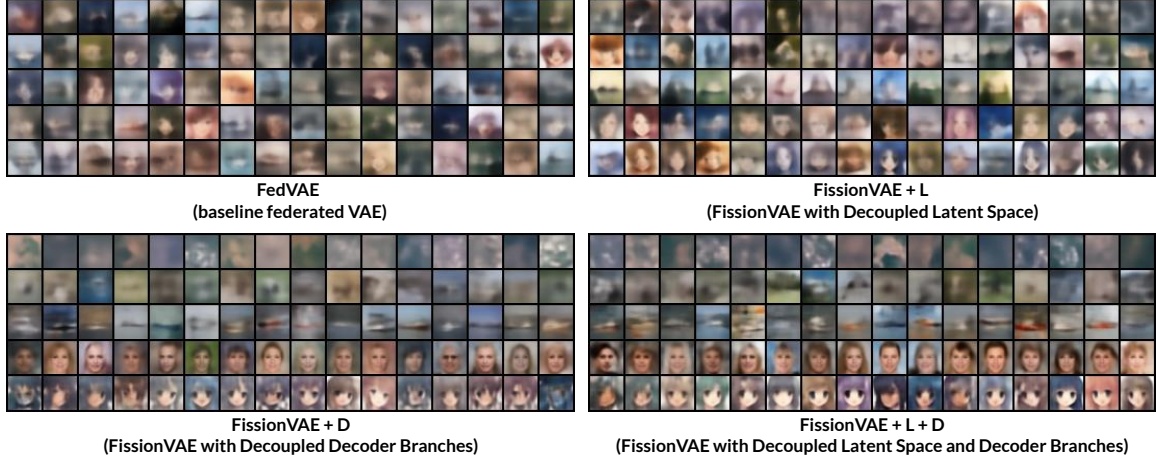 FedVAE
(baseline federated VAE)
FissionVAE + L
(FissionVAE with Decoupled Latent Space)
FissionVAE + D
(FissionVAE with Decoupled Decoder Branches)
FissionVAE + L + D
(FissionVAE with Decoupled Latent Space and Decoder Branches)